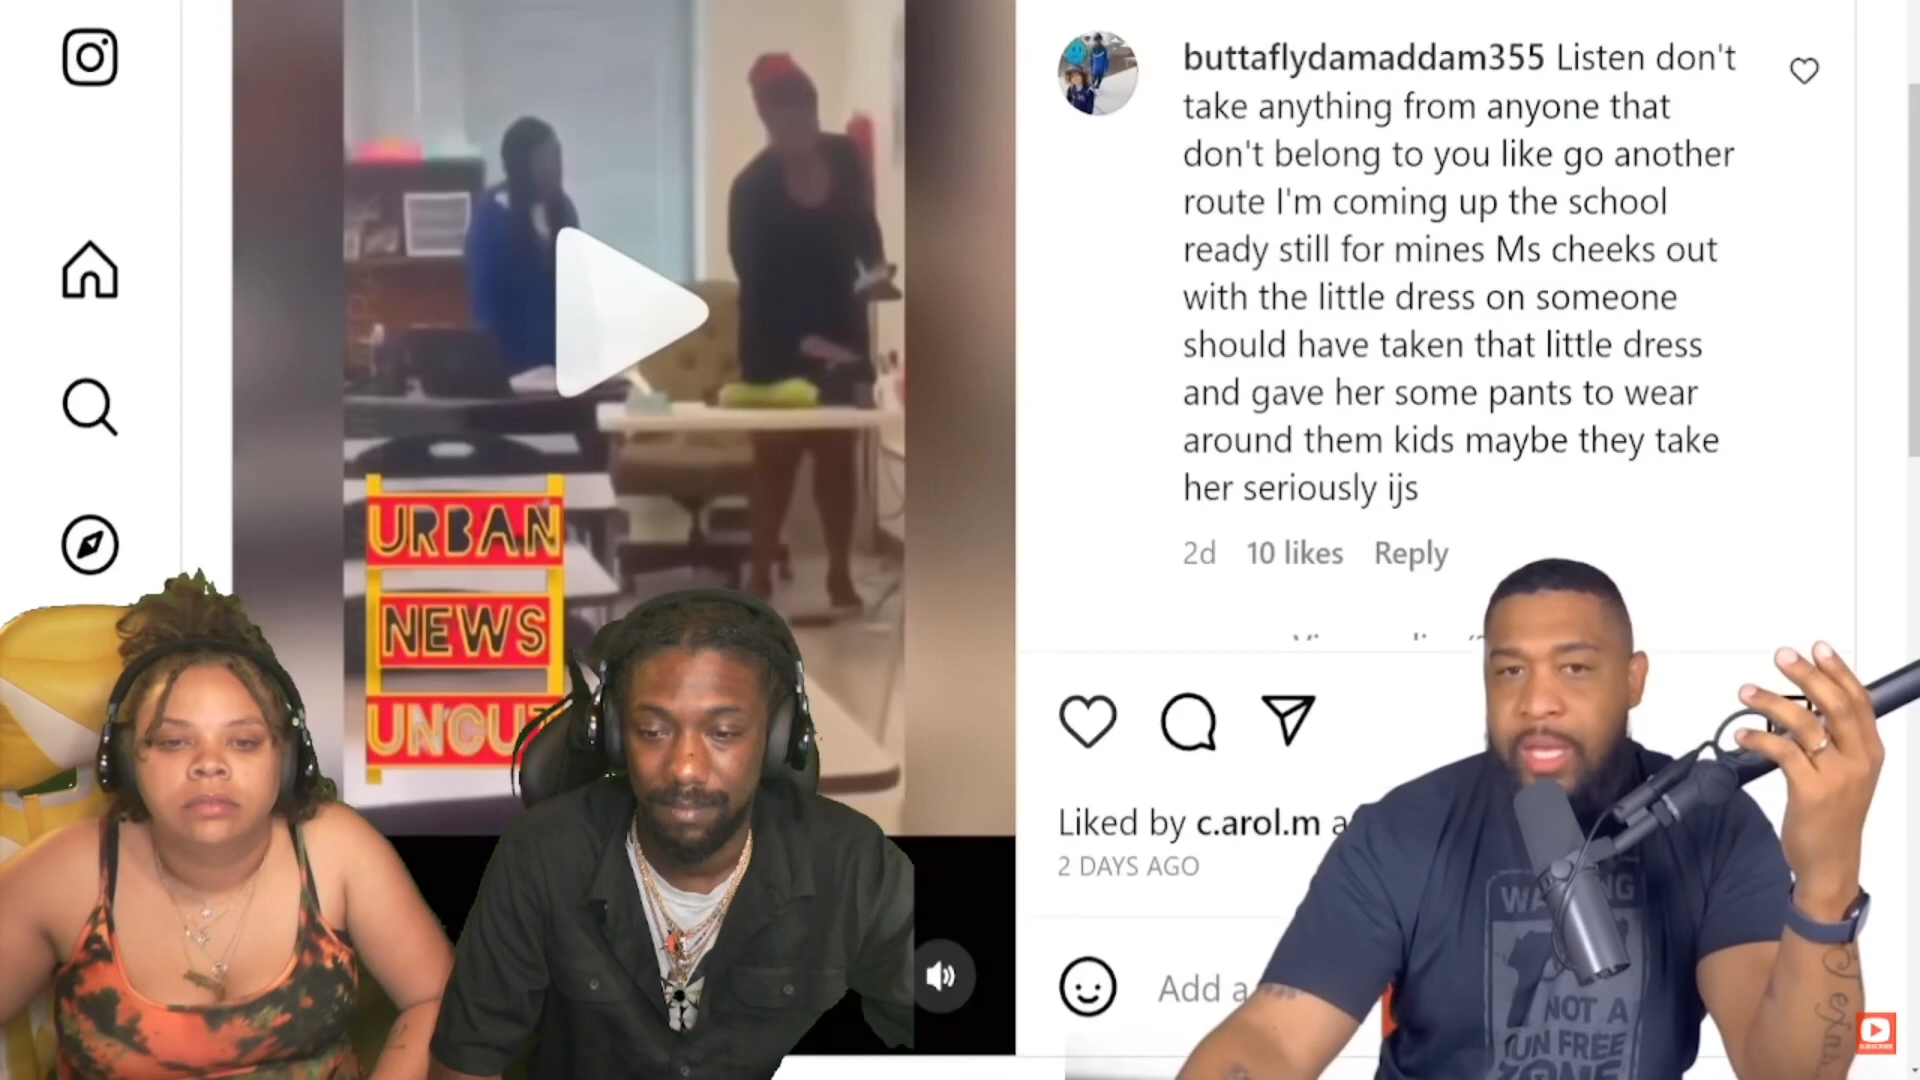 buttaflydamaddam355 Listen don't
take anything from anyone that
don't belong to you like go another
route I'm coming up the school
ready still for mines Ms cheeks out
with the little dress on someone
should have taken that little dress
and gave her some pants to wear
around them kids maybe they take
her seriously ijs
2d 10 likes Reply
URBAN
NEWS
UNCUT
Liked by c.arol.m a
2 DAYS AGO
Add a
NOT A
ZONE
SUBSCRIBE